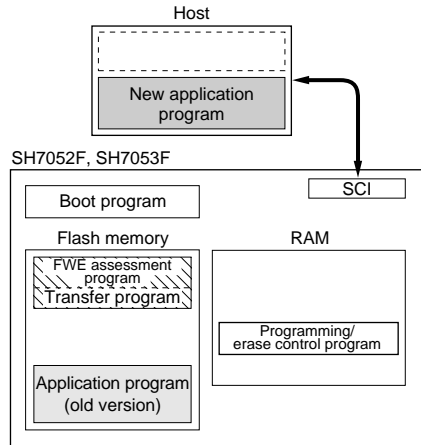 Host
New application
program
SH7052F, SH7053F
SCI
Boot program
Flash memory
RAM
FWE assessment
program
Transfer program
Programming/
erase control program
Application program
(old version)